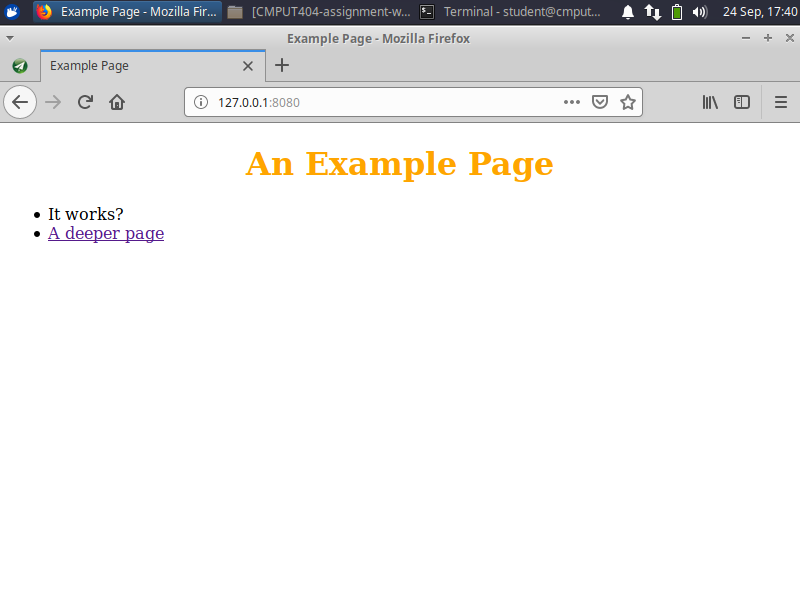 Example Page - Mozilla Fir... [CMPUT404-assignment-w... Terminal - student@cmput... 24 Sep, 17:40
Example Page - Mozilla Firefox
Example Page
127.0.0.1:8080
An Example Page
• It works?
• A deeper page